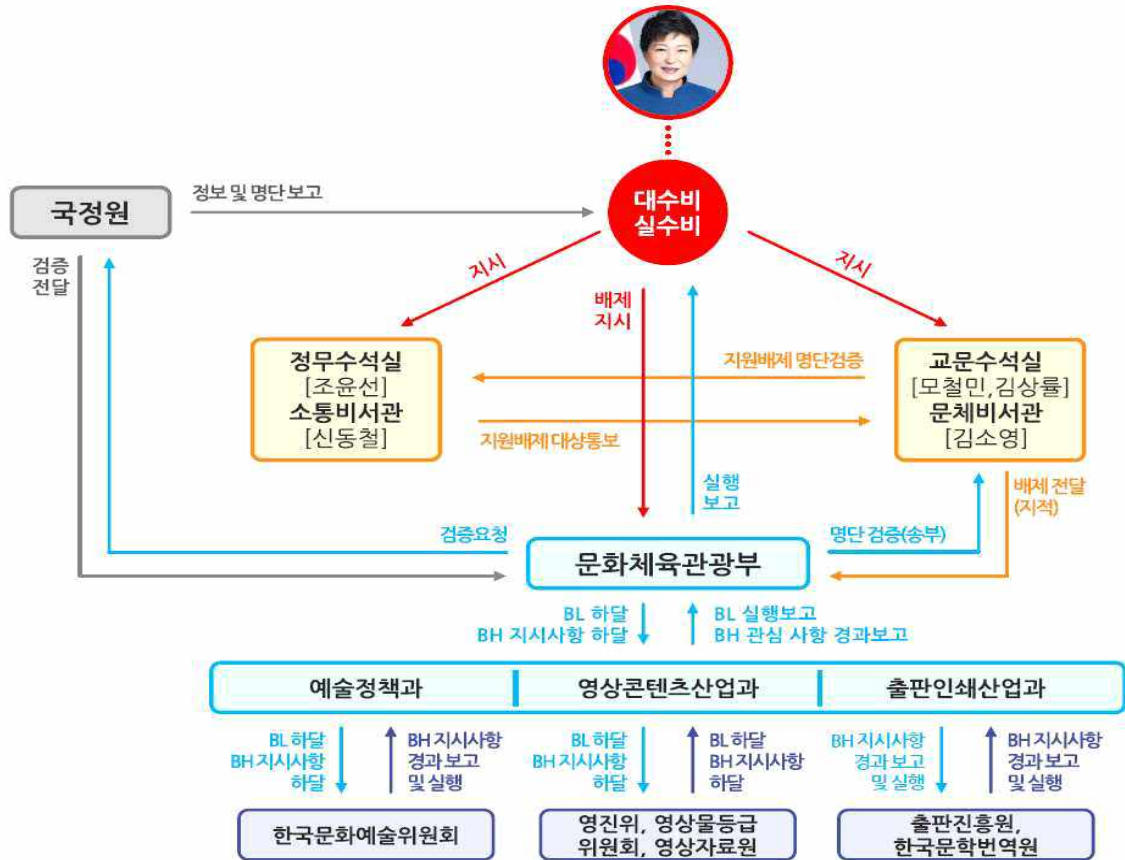 대수비
실수비
정보 및 명단 보고
국정원
검증
전달
지시
지시
배제
지시
정무수석실
[조윤선]
소통비서관
[신동철]
지원배제 명단검증
지원배제 대상통보
교문수석실
[모철민,김상률]
문체비서관
[김소영]
실행
보고
배제 전달
(지적)
검증요청
명단 검증(송부)
문화체육관광부
BL 하달
BH 지시사항 하달
BL 실행보고
BH 관심 사항 경과보고
예술정책과
영상콘텐츠산업과
출판인쇄산업과
BL 하달
BH 지시사항
하달
BH 지시사항
경과 보고
및 실행
BL 하달
BH 지시사항
하달
BL 하달
BH 지시사항
하달
BH 지시사항
경과 보고
및 실행
BH 지시사항
경과 보고
및 실행
한국문화예술위원회
영진위, 영상물등급
위원회, 영상자료원
출판진흥원,
한국문학번역원